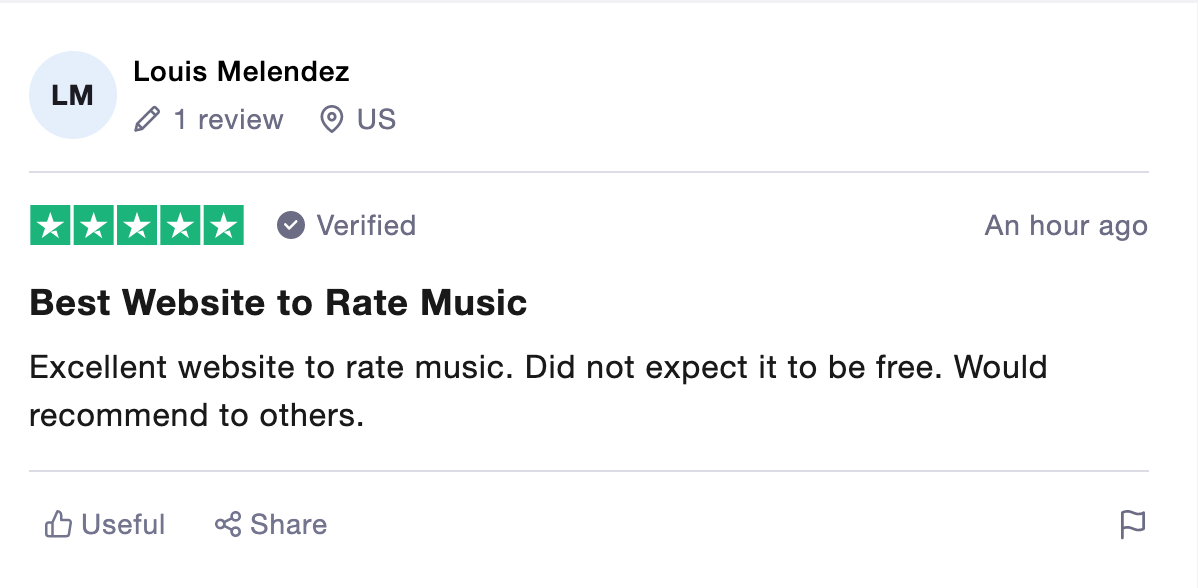 LM
Louis Melendez
1 review US
Verified An hour ago
Best Website to Rate Music
Excellent website to rate music. Did not expect it to be free. Would
recommend to others.
Useful Share